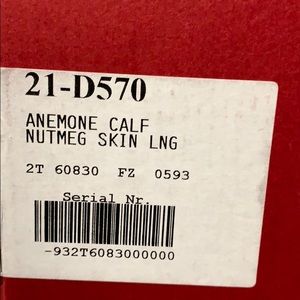 21-D570
ANEMONE CALF
NUTMEG SKIN LNG
2T 60830 FZ 0593
Serial Nr.
-932T6083000000